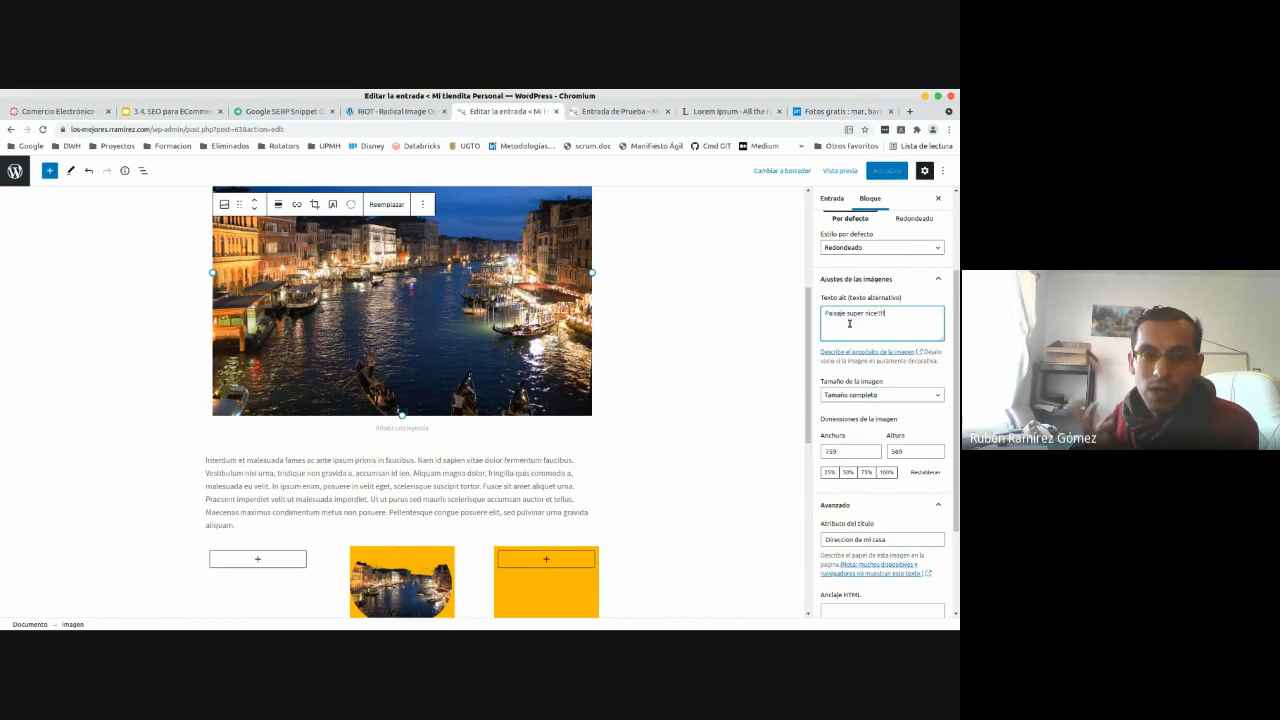 Editar la entrada < Mi tiendita Personal — WordPress - Chromium
Comercio Electrónico
3.4. SEO para EComme
Google SERP Snippet O
RIOT - Radical Image Op
Editar la entrada < Mi t
Entrada de Prueba – Mi
Lorem Ipsum - All the f
Fotos gratis : mar, barc
los-mejores.rramirez.com/wp-admin/post.php?post=63&action=edit
Google
DWH
Proyectos
Formacion
Eliminados
Rotators
UPMH
Disney
Databricks
UGTO
Metodologías...
scrum.doc
Manifiesto Ágil
Cmd GIT
Medium
»
Otros favoritos
Lista de lectura
Cambiar a borrador
Vista previa
Actualizar
Reemplazar
Añadir una leyenda
Interdum et malesuada fames ac ante ipsum primis in faucibus. Nam id sapien vitae dolor fermentum faucibus.
Vestibulum nisi urna, tristique non gravida a, accumsan id leo. Aliquam magna dolor, fringilla quis commodo a,
malesuada eu velit. In ipsum, posuere in velit eget, scelerisque suscipit tortor. Fusce sit amet aliquet urna.
Praesent imperdiet velit ut malesuada imperdiet. Ut ut purus sed mauris scelerisque accumsan auctor et tellus.
Maecenas maximus condimentum metus non posuere. Pellentesque congue posuere elit, sed pulvinar urna gravida
aliquam.
Documento → Imagen
Entrada
Bloque
Por defecto
Redondeado
Estilo por defecto
Redondeado
Ajustes de las imágenes
Texto alt (texto alternativo)
Paisaje super nice!!!!
Describe el propósito de la imagen Déjalo
vacío si la imagen es puramente decorativa.
Tamaño de la imagen
Tamaño completo
Dimensiones de la imagen
Anchura
Altura
759
569
25%
50%
75%
100%
Restablecer
Avanzado
Atributo del título
Direccion de mi casa
Describe el papel de esta imagen en la
página.(Nota: muchos dispositivos y
navegadores no muestran este texto.)
Anclaje HTML
Rubén Ramírez Gómez